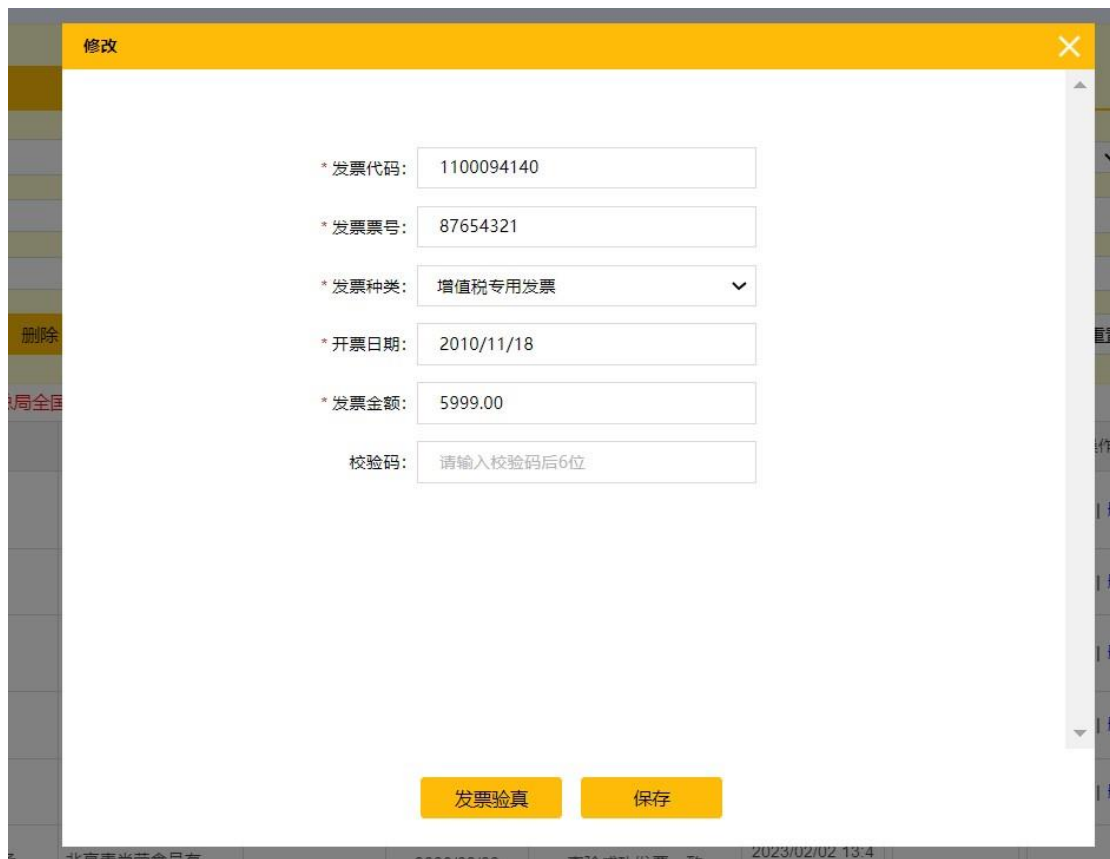 修改
* 发票代码: 1100094140
* 发票票号: 87654321
* 发票种类: 增值税专用发票
删除
* 开票日期: 2010/11/18
局全国
* 发票金额: 5999.00
校验码: 请输入校验码后6位
发票验真 保存
2023/02/02 13:4